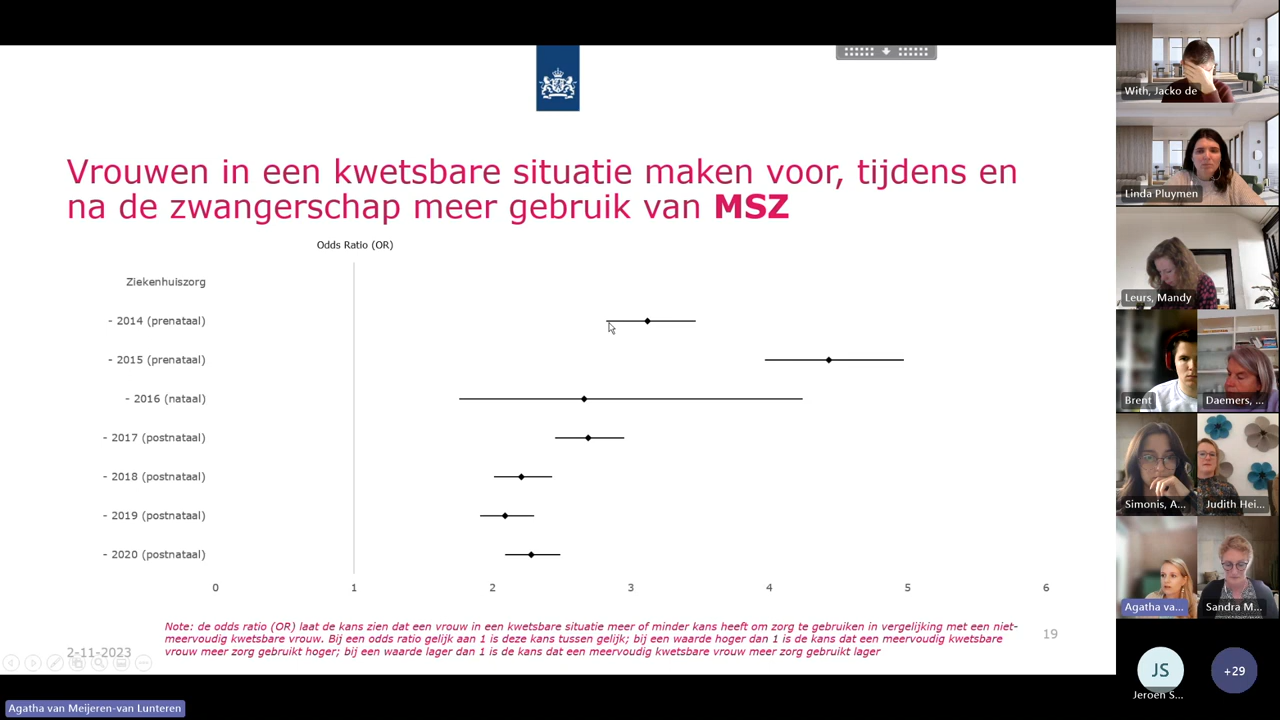 Vrouwen in een kwetsbare situatie maken voor, tijdens en
na de zwangerschap meer gebruik van MSZ
Odds Ratio (OR)
Ziekenhuiszorg
- 2014 (prenataal)
- 2015 (prenataal)
- 2016 (nataal)
- 2017 (postnataal)
- 2018 (postnataal)
- 2019 (postnataal)
- 2020 (postnataal)
0 1 2 3 4 5 6
Note: de odds ratio (OR) laat de kans zien dat een vrouw in een kwetsbare situatie meer of minder kans heeft om zorg te gebruiken in vergelijking met een niet-
meervoudig kwetsbare vrouw. Bij een odds ratio gelijk aan 1 is deze kans tussen gelijk; bij een waarde hoger dan 1 is de kans dat een meervoudig kwetsbare
vrouw meer zorg gebruikt hoger; bij een waarde lager dan 1 is de kans dat een meervoudig kwetsbare vrouw meer zorg gebruikt lager
19
2-11-2023
Agatha van Meijeren-van Lunteren
With, Jacko de
Linda Pluymen
Leurs, Mandy
Brent
Daemers, ...
Simonis, A...
Judith Hei...
Agatha va...
Sandra M...
JS
Jeroen S...
+29